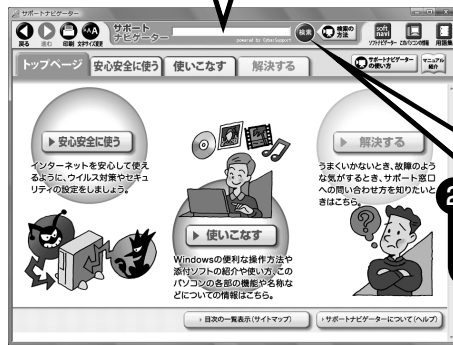 サポートナビゲーター
戻る 進む 印刷 文字サイズ変更
サポート
ナビゲーター
powered by CyberSupport
検索
検索の
方法
soft
navi
ソフトナビゲーター このパソコンの情報 用語集
トップページ 安心安全に使う 使いこなす 解決する
サポートナビゲーター
の使い方
マニュアル
紹介
安心安全に使う
インターネットを安心して使え
るように、ウイルス対策やセキュ
リティの設定をしましょう。
使いこなす
Windowsの便利な操作方法や
添付ソフトの紹介や使い方、この
パソコンの各部の機能や名称な
どについての情報はこちら。
解決する
うまくいかないとき、故障のよう
な気がするとき、サポート窓口
への問い合わせ方を知りたいと
きはこちら。
2
目次の一覧表示(サイトマップ)
サポートナビゲーターについて(ヘルプ)